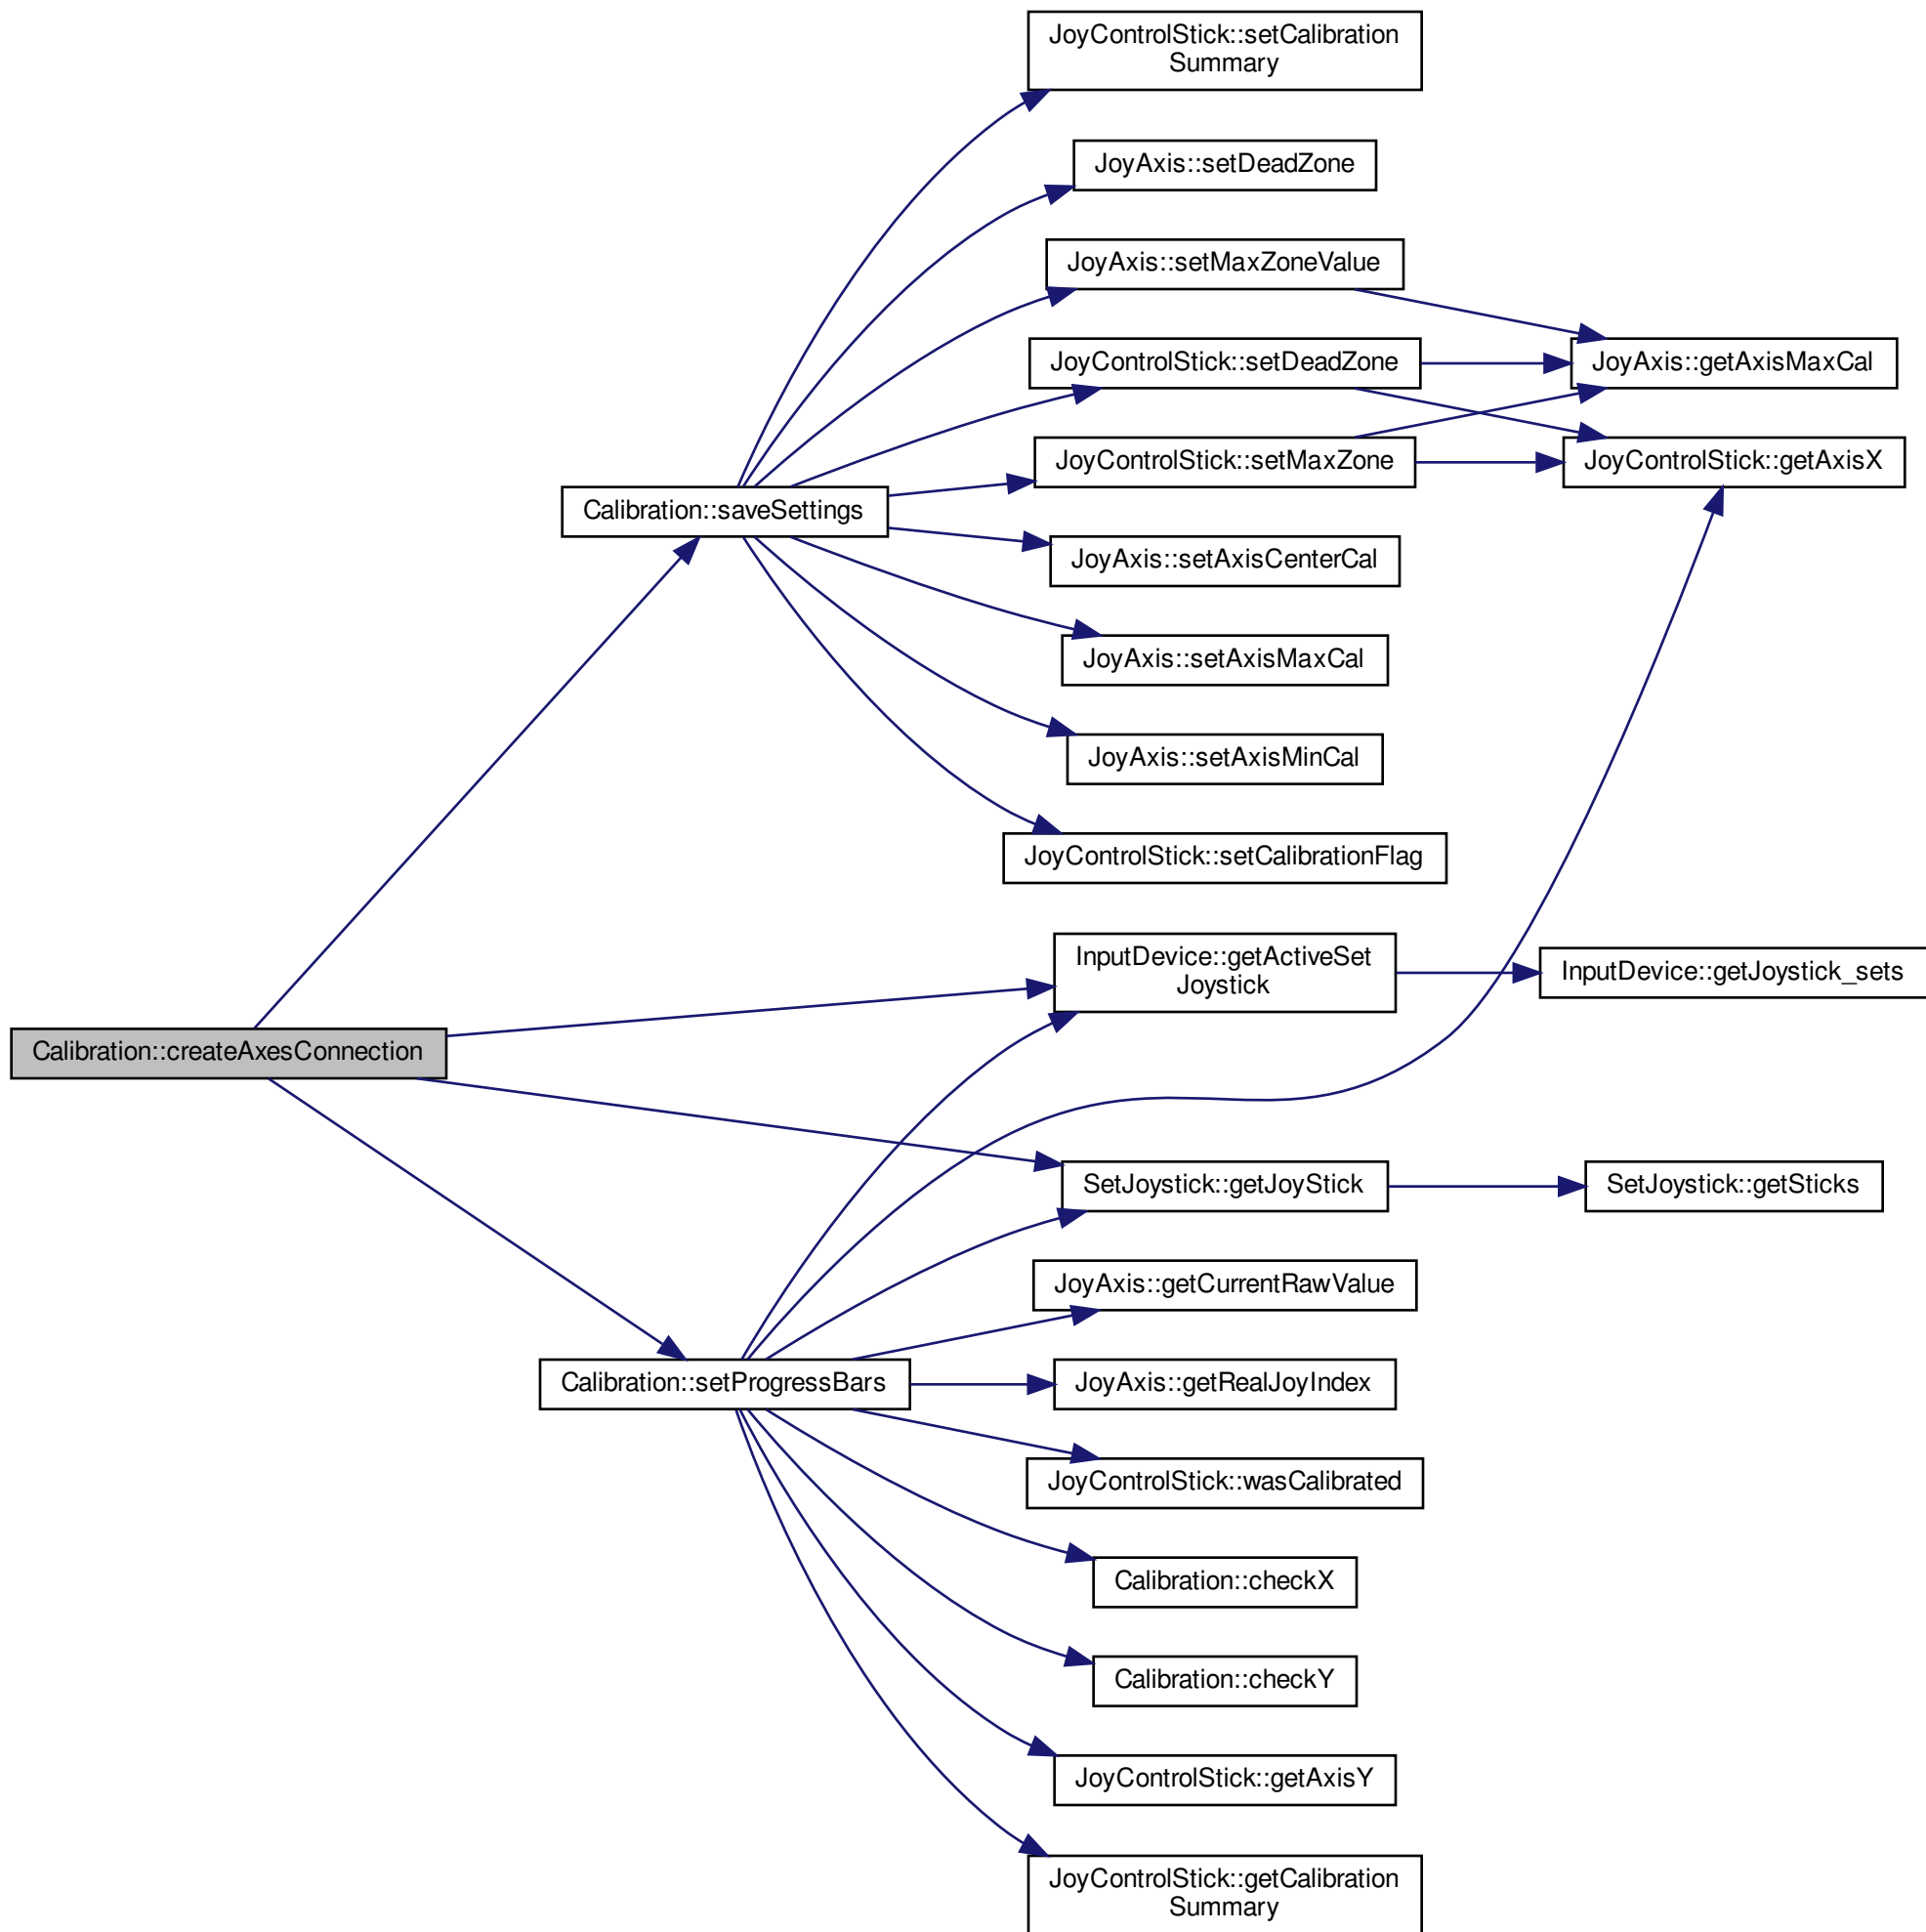 JoyControlStick::setCalibration
Summary
JoyAxis::setDeadZone
JoyAxis::setMaxZoneValue
JoyControlStick::setDeadZone
JoyAxis::getAxisMaxCal
JoyControlStick::setMaxZone
JoyControlStick::getAxisX
Calibration::saveSettings
JoyAxis::setAxisCenterCal
JoyAxis::setAxisMaxCal
JoyAxis::setAxisMinCal
JoyControlStick::setCalibrationFlag
InputDevice::getActiveSet
Joystick
InputDevice::getJoystick_sets
Calibration::createAxesConnection
SetJoystick::getJoyStick
SetJoystick::getSticks
JoyAxis::getCurrentRawValue
Calibration::setProgressBars
JoyAxis::getRealJoyIndex
JoyControlStick::wasCalibrated
Calibration::checkX
Calibration::checkY
JoyControlStick::getAxisY
JoyControlStick::getCalibration
Summary